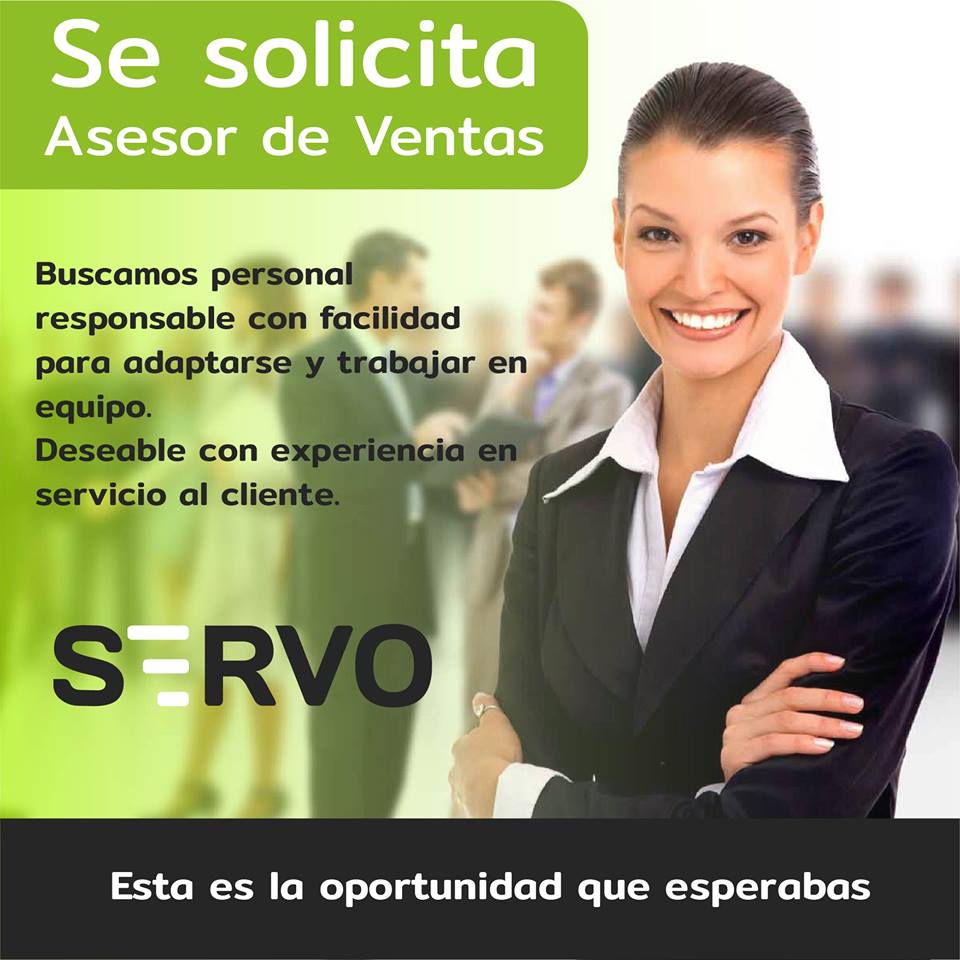 Se solicita
Asesor de Ventas
Buscamos personal
responsable con facilidad
para adaptarse y trabajar en
equipo.
Deseable con experiencia en
servicio al cliente.
SERVO
Esta es la oportunidad que esperabas